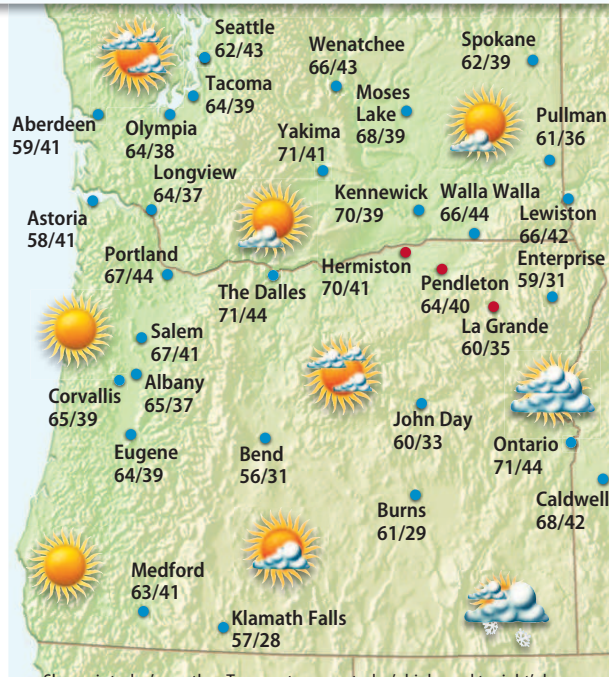 Seattle
62/43
Wenatchee
66/43
Spokane
62/39
Tacoma
64/39
Moses
Lake
68/39
Aberdeen
59/41
Olympia
64/38
Yakima
71/41
Pullman
61/36
Longview
64/37
Kennewick
70/39
Walla Walla
66/44
Lewiston
66/42
Astoria
58/41
Portland
67/44
The Dalles
71/44
Hermiston
70/41
Pendleton
64/40
Enterprise
59/31
La Grande
60/35
Salem
67/41
Corvallis
65/39
Albany
65/37
John Day
60/33
Eugene
64/39
Bend
56/31
Ontario
71/44
Burns
61/29
Caldwell
68/42
Medford
63/41
Klamath Falls
57/28